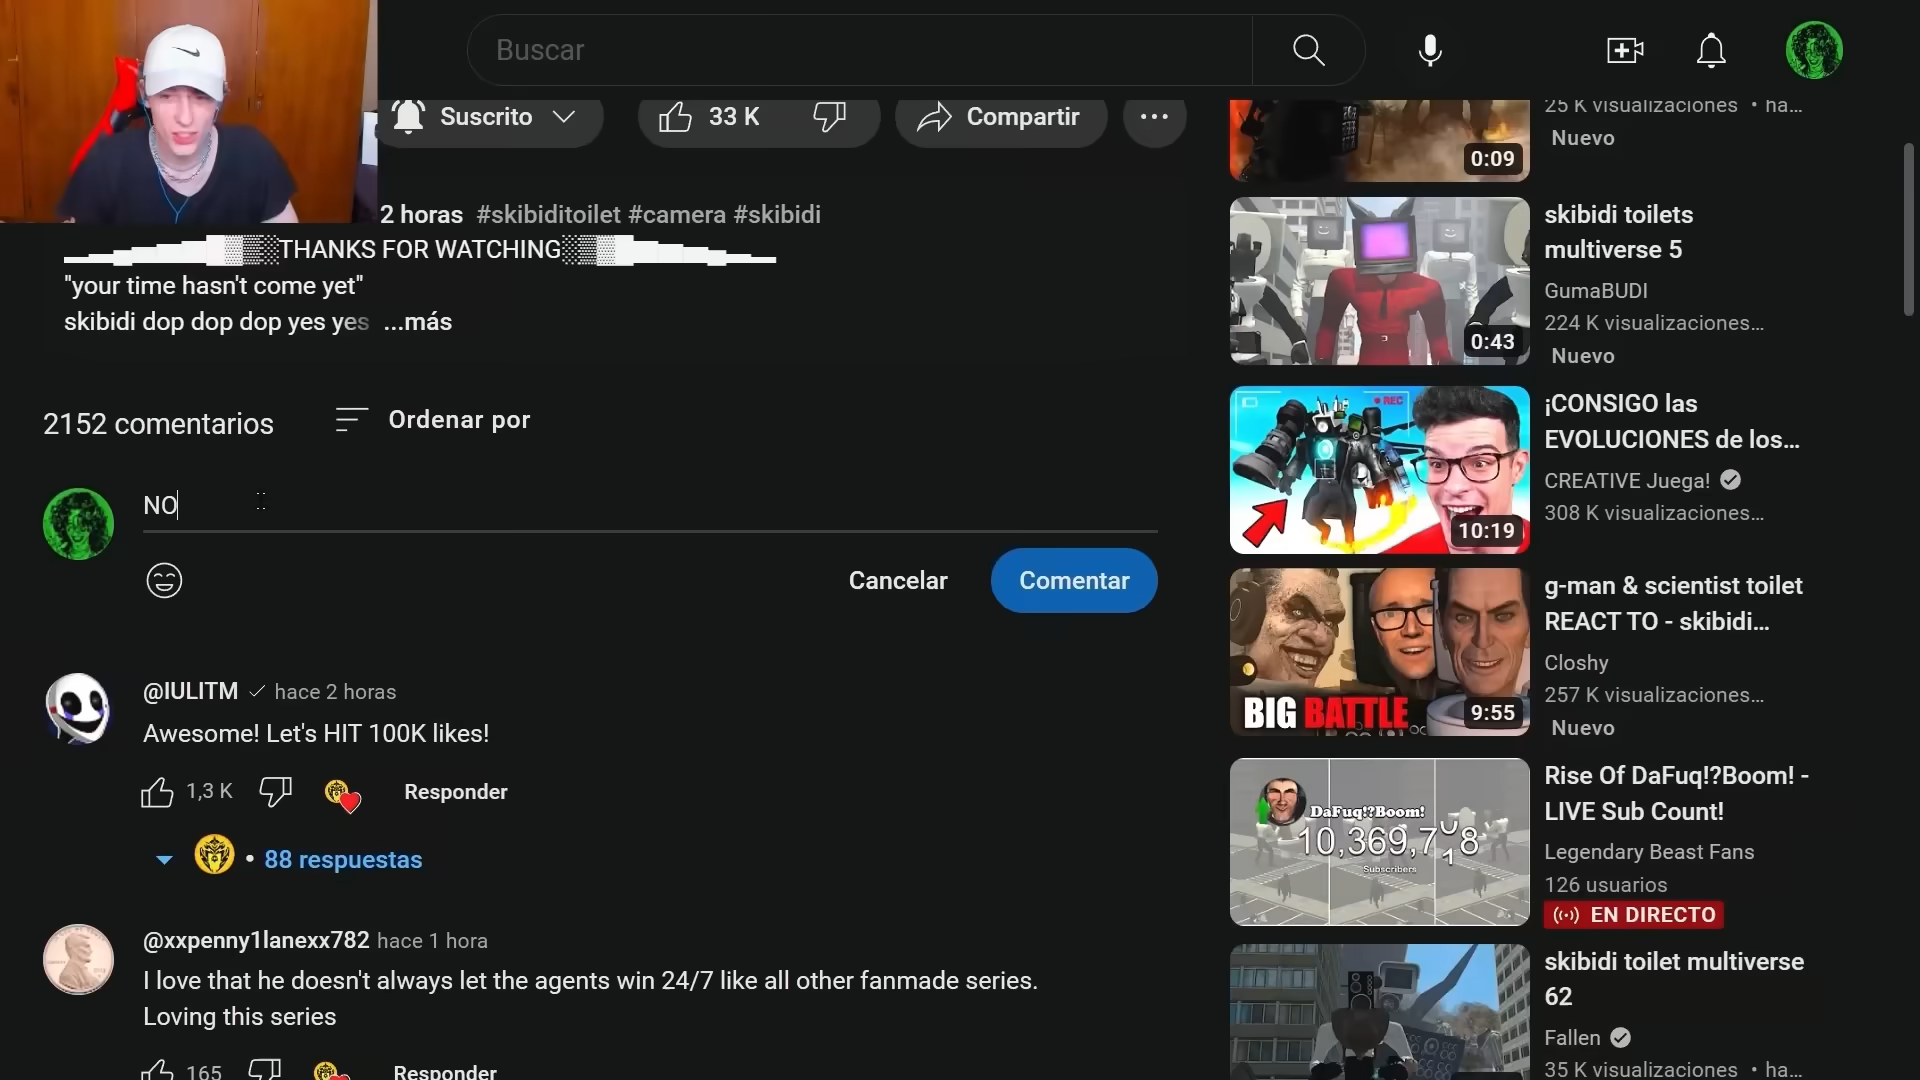 Buscar
Suscrito
33 K
Compartir
2 horas #skibiditoilet #camera #skibidi
THANKS FOR WATCHING
"your time hasn't come yet"
skibidi dop dop dop yes yes ...más
2152 comentarios
Ordenar por
NO
Cancelar
Comentar
@IULITM hace 2 horas
Awesome! Let's HIT 100K likes!
1,3 K
Responder
• 88 respuestas
@xxpenny1lanexx782 hace 1 hora
I love that he doesn't always let the agents win 24/7 like all other fanmade series.
Loving this series
165
Responder
0:09
25 K visualizaciones • ha...
Nuevo
0:43
skibidi toilets
multiverse 5
GumaBUDI
224 K visualizaciones...
Nuevo
REC
10:19
¡CONSIGO las
EVOLUCIONES de los...
CREATIVE Juega!
308 K visualizaciones...
BIG BATTLE
9:55
g-man & scientist toilet
REACT TO - skibidi...
Closhy
257 K visualizaciones...
Nuevo
DaFuq!?Boom!
Subscribers
Rise Of DaFuq!?Boom! -
LIVE Sub Count!
Legendary Beast Fans
126 usuarios
EN DIRECTO
skibidi toilet multiverse
62
Fallen
35 K visualizaciones • ha...